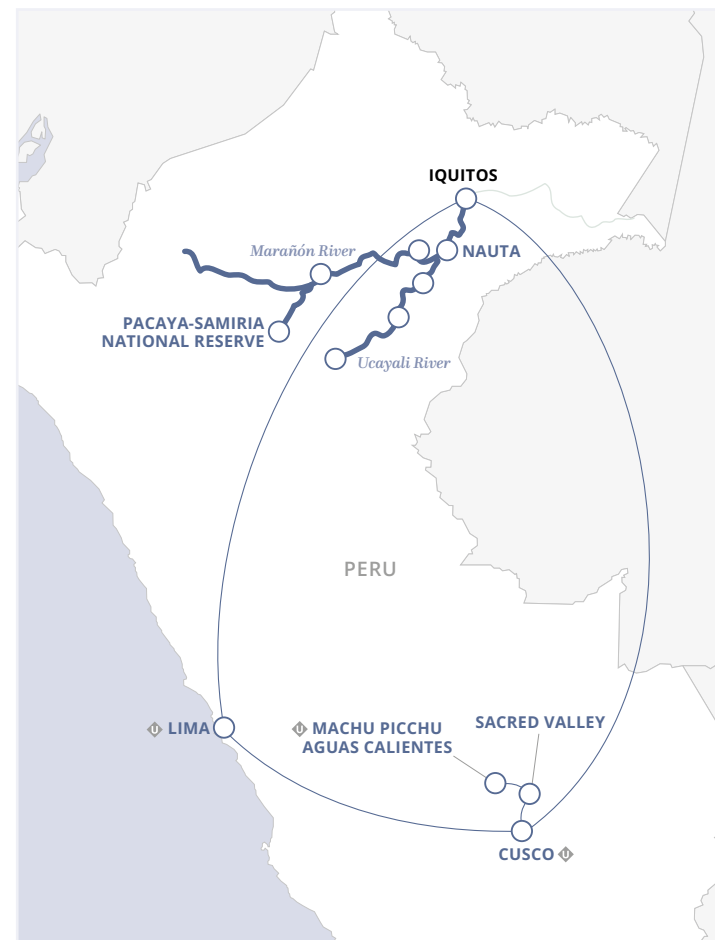 IQUITOS
Marañón River
NAUTA
PACAYA-SAMIRIA
NATIONAL RESERVE
Ucayali River
PERU
U LIMA
U MACHU PICCHU
AGUAS CALIENTES
SACRED VALLEY
CUSCO U